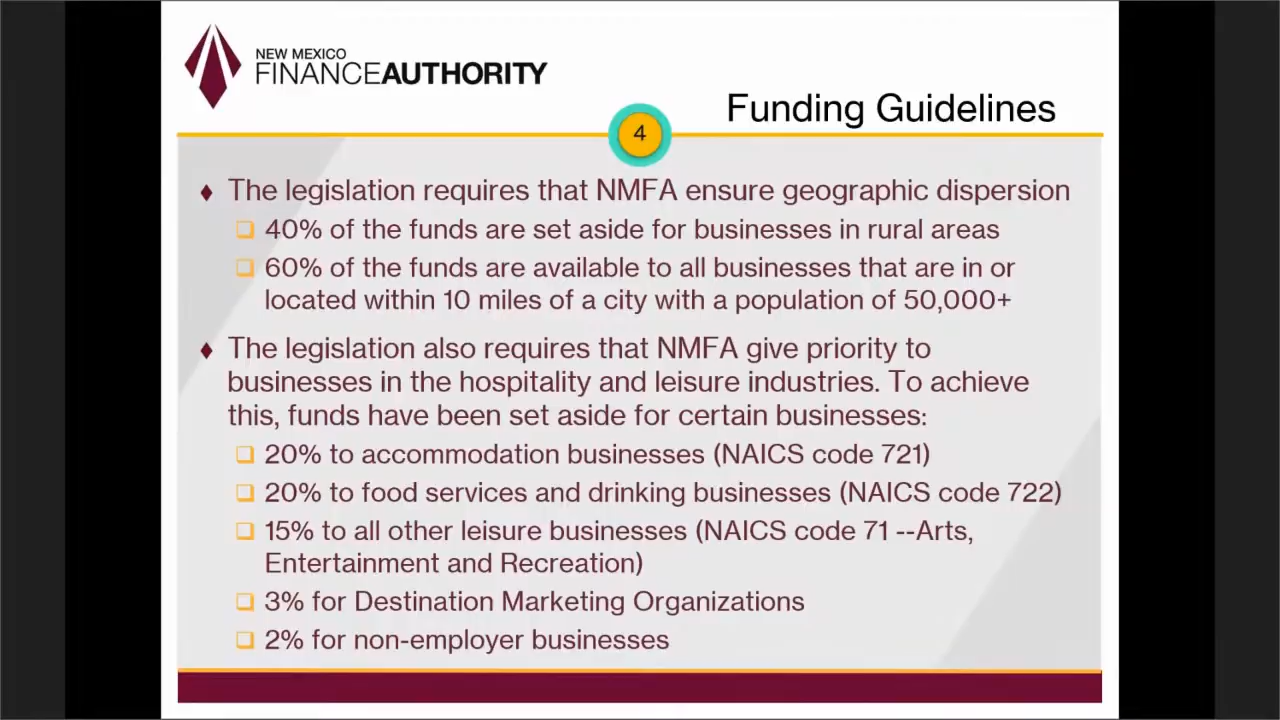 NEW MEXICO
FINANCEAUTHORITY
Funding Guidelines
4
The legislation requires that NMFA ensure geographic dispersion
40% of the funds are set aside for businesses in rural areas
60% of the funds are available to all businesses that are in or
located within 10 miles of a city with a population of 50,000+
The legislation also requires that NMFA give priority to
businesses in the hospitality and leisure industries. To achieve
this, funds have been set aside for certain businesses:
20% to accommodation businesses (NAICS code 721)
20% to food services and drinking businesses (NAICS code 722)
15% to all other leisure businesses (NAICS code 71 --Arts,
Entertainment and Recreation)
3% for Destination Marketing Organizations
2% for non-employer businesses